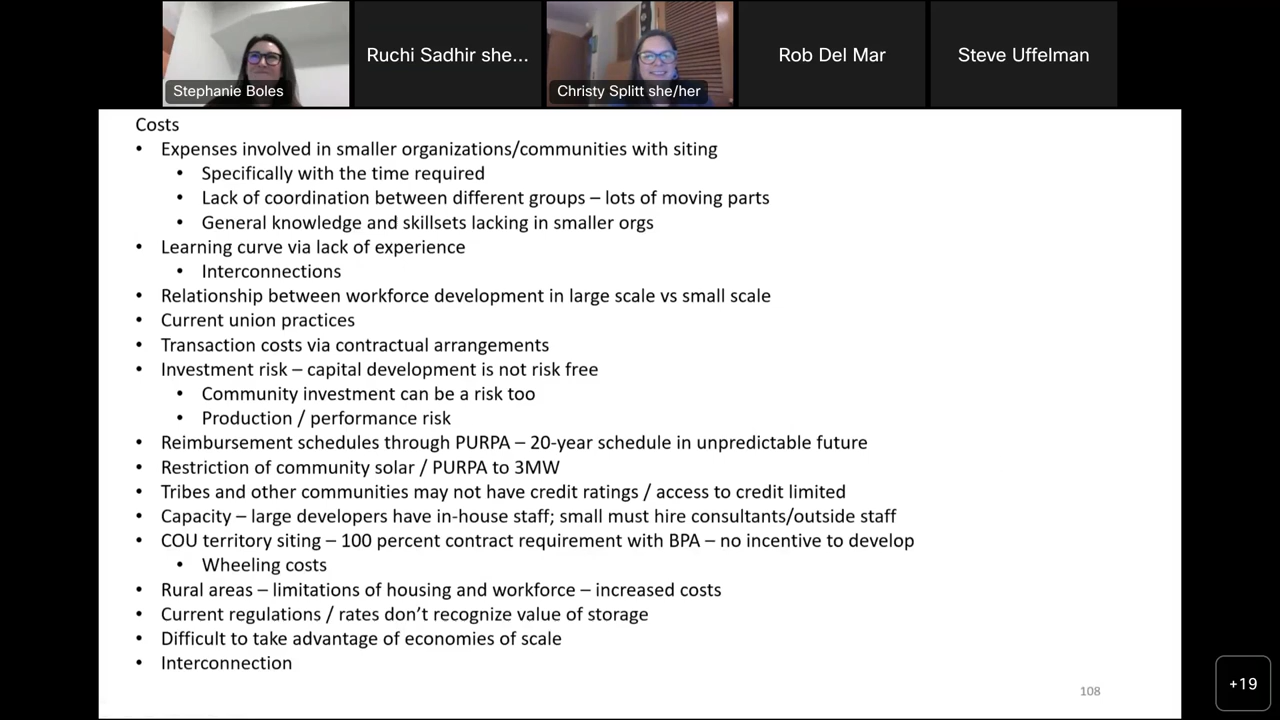 Stephanie Boles
Ruchi Sadhir she...
Christy Splitt she/her
Rob Del Mar
Steve Uffelman
Costs
• Expenses involved in smaller organizations/communities with siting
• Specifically with the time required
• Lack of coordination between different groups – lots of moving parts
• General knowledge and skillsets lacking in smaller orgs
• Learning curve via lack of experience
• Interconnections
• Relationship between workforce development in large scale vs small scale
• Current union practices
• Transaction costs via contractual arrangements
• Investment risk – capital development is not risk free
• Community investment can be a risk too
• Production / performance risk
• Reimbursement schedules through PURPA – 20-year schedule in unpredictable future
• Restriction of community solar / PURPA to 3MW
• Tribes and other communities may not have credit ratings / access to credit limited
• Capacity – large developers have in-house staff; small must hire consultants/outside staff
• COU territory siting – 100 percent contract requirement with BPA – no incentive to develop
• Wheeling costs
• Rural areas – limitations of housing and workforce – increased costs
• Current regulations / rates don’t recognize value of storage
• Difficult to take advantage of economies of scale
• Interconnection
108
+19